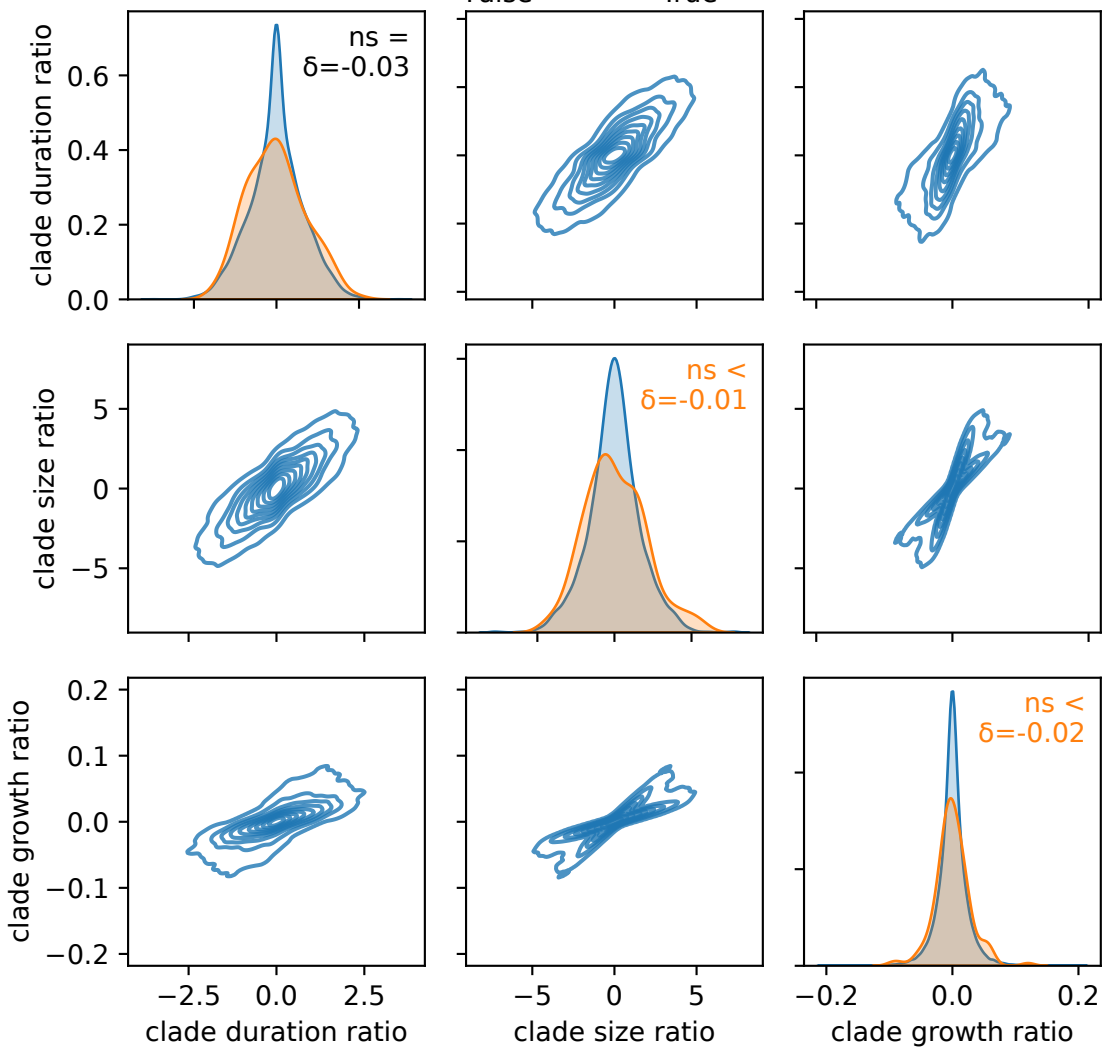 clade duration ratio
0.6
0.4
0.2
0.0
ns =
δ=-0.03
clade size ratio
5
0
−5
ns <
δ=-0.01
clade growth ratio
0.2
0.1
0.0
−0.1
−0.2
ns <
δ=-0.02
−2.5 0.0 2.5
clade duration ratio
−5 0 5
clade size ratio
−0.2 0.0 0.2
clade growth ratio